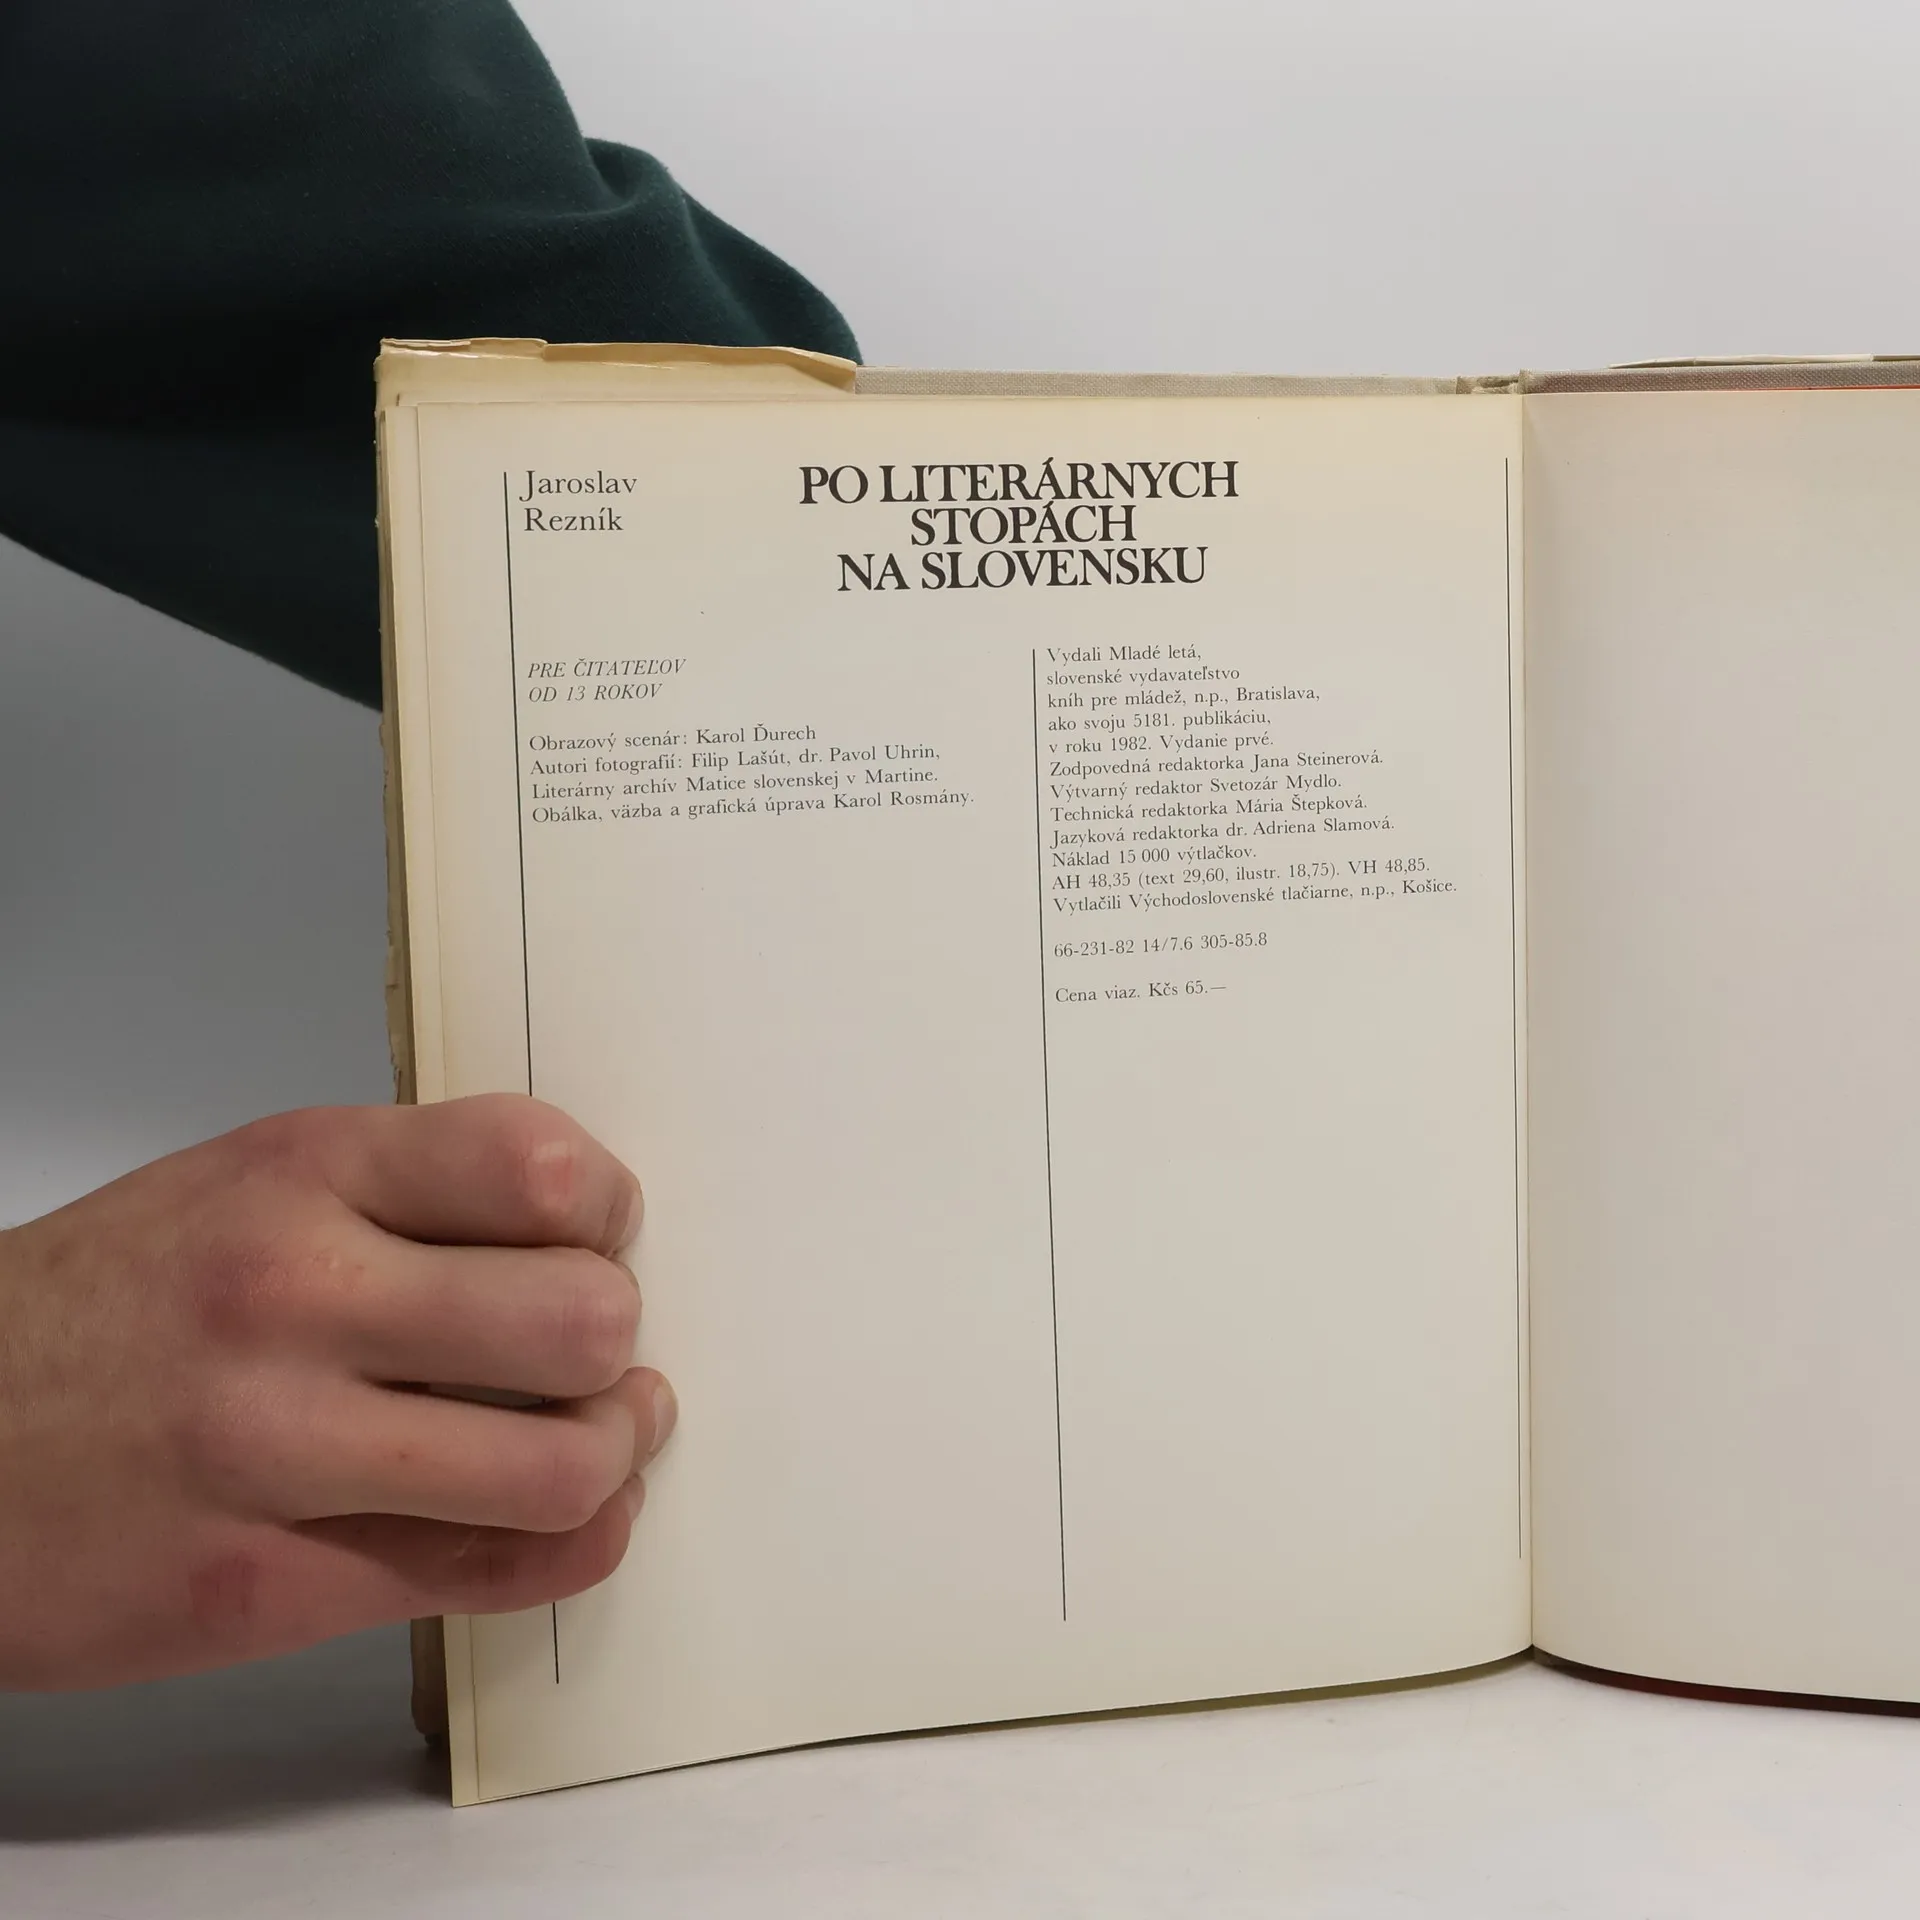 Jaroslav
Rezník
PO LITERÁRNYCH
STOPÁCH
NA SLOVENSKU
PRE ČITATEĽOV
OD 13 ROKOV
Obrazový scenár: Karol Ďurech
Autori fotografií: Filip Lašút, dr. Pavol Uhrin,
Literárny archív Matice slovenskej v Martine.
Obálka, väzba a grafická úprava Karol Rosmány.
Vydali Mladé letá,
slovenské vydavateľstvo
kníh pre mládež, n.p., Bratislava,
ako svoju 5181. publikáciu,
v roku 1982. Vydanie prvé.
Zodpovedná redaktorka Jana Steinerová.
Výtvarný redaktor Svetozár Mydlo.
Technická redaktorka Mária Štepková.
Jazyková redaktorka dr. Adriena Slamová.
Náklad 15 000 výtlačkov.
AH 48,35 (text 29,60, ilustr. 18,75). VH 48,85.
Vytlačili Východoslovenské tlačiarne, n.p., Košice.
66-231-82 14/7.6 305-85.8
Cena viaz. Kčs 65.—